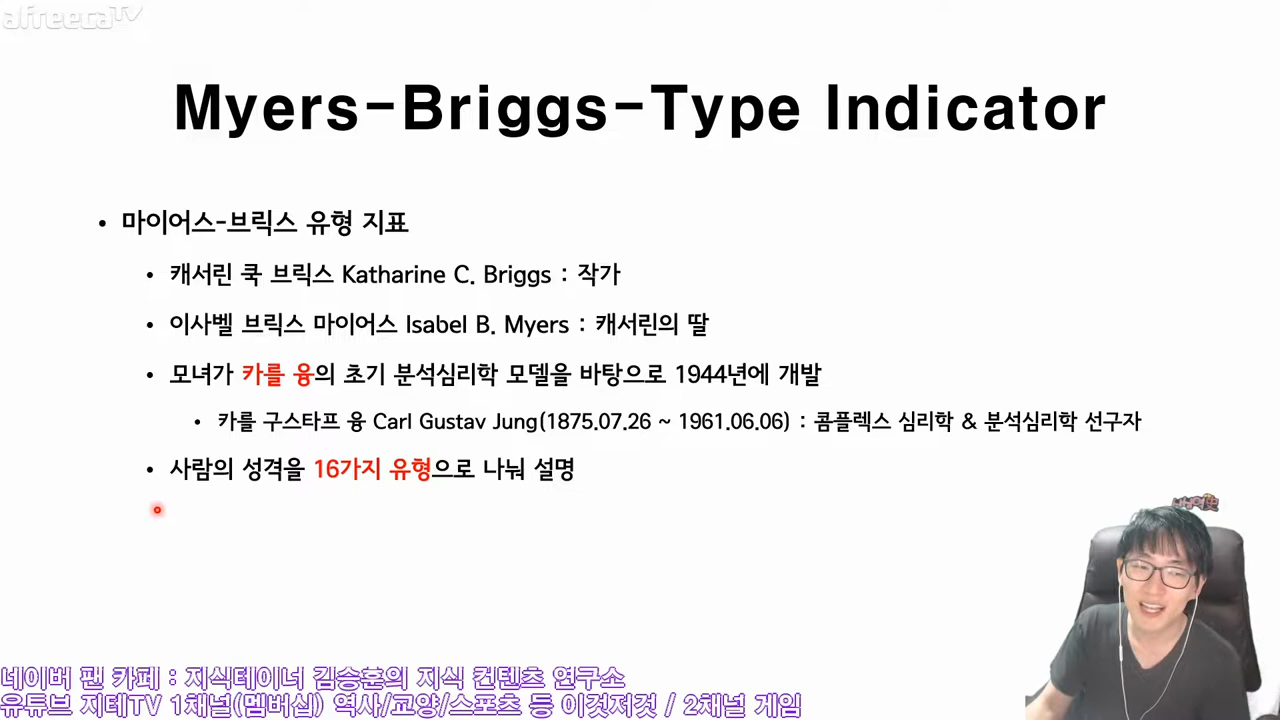 afreecaTV
Myers-Briggs-Type Indicator
• 마이어스-브릭스 유형 지표
• 캐서린 쿡 브릭스 Katharine C. Briggs : 작가
• 이사벨 브릭스 마이어스 Isabel B. Myers : 캐서린의 딸
• 모녀가 카를 융의 초기 분석심리학 모델을 바탕으로 1944년에 개발
• 카를 구스타프 융 Carl Gustav Jung(1875.07.26 ~ 1961.06.06) : 콤플렉스 심리학 & 분석심리학 선구자
• 사람의 성격을 16가지 유형으로 나눠 설명
네이버 팬 카페 : 지식테이너 김승훈의 지식 컨텐츠 연구소
유튜브 지테TV 1채널(멤버십) 역사/교양/스포츠 등 이것저것 / 2채널 게임